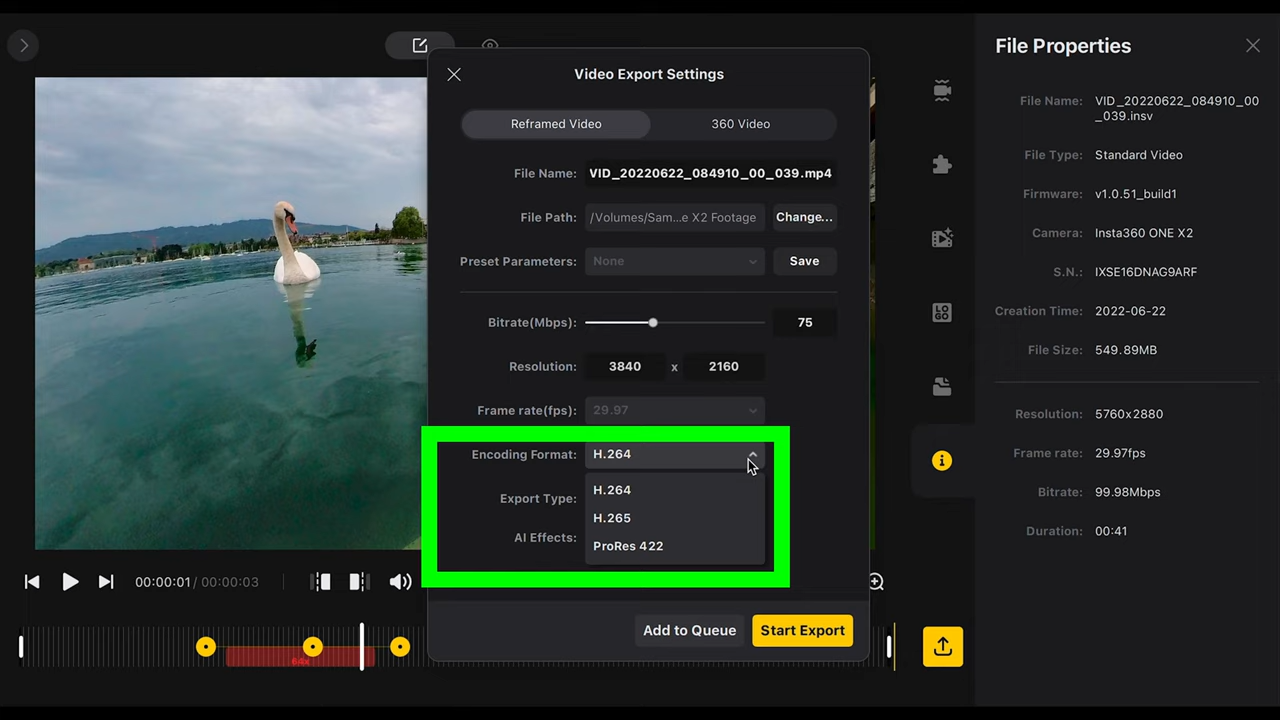 Video Export Settings
Reframed Video
360 Video
File Name: VID_20220622_084910_00_039.mp4
File Path: /Volumes/Sam...e X2 Footage Change...
Preset Parameters: None Save
Bitrate(Mbps): 75
Resolution: 3840 x 2160
Frame rate(fps): 29.97
Encoding Format: H.264
H.264
Export Type:
H.265
AI Effects:
ProRes 422
Add to Queue
Start Export
00:00:01 / 00:00:03
64x
LO
GO
File Properties
File Name: VID_20220622_084910_00
_039.insv
File Type: Standard Video
Firmware: v1.0.51_build1
Camera: Insta360 ONE X2
S.N.: IXSE16DNAG9ARF
Creation Time: 2022-06-22
File Size: 549.89MB
Resolution: 5760x2880
Frame rate: 29.97fps
Bitrate: 99.98Mbps
Duration: 00:41